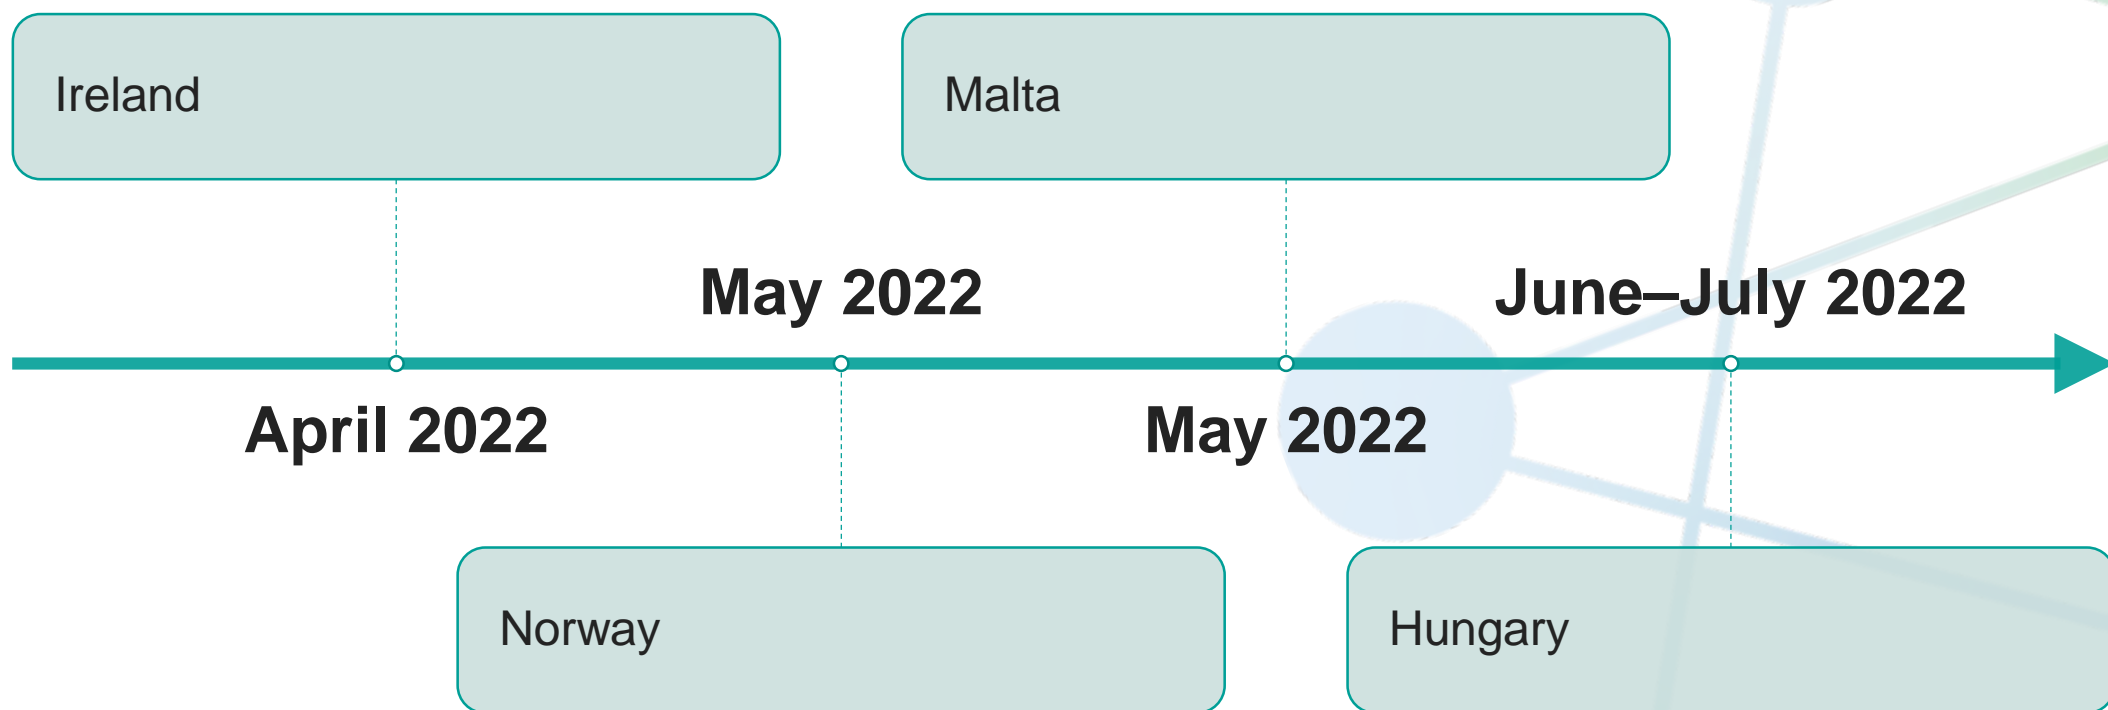 Ireland
Malta
May 2022
June–July 2022
April 2022
May 2022
Norway
Hungary